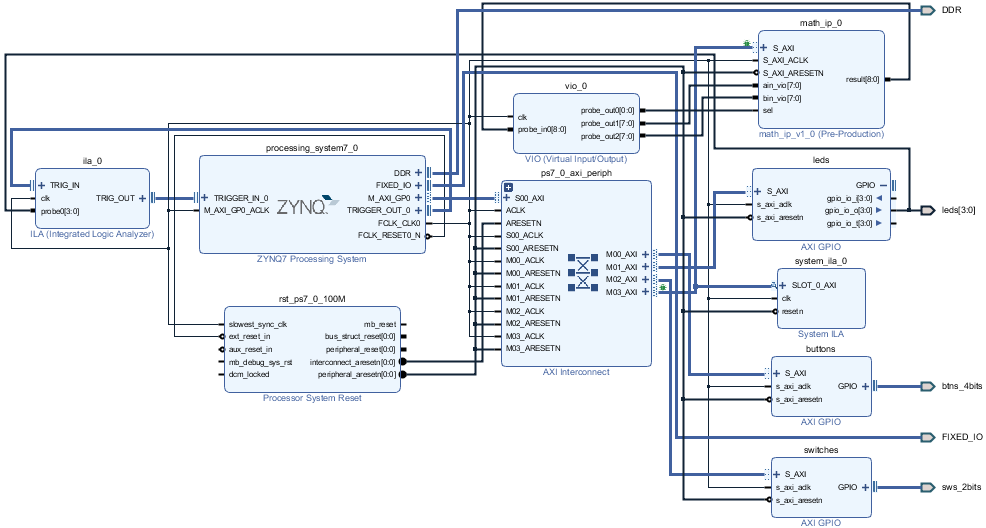 DDR
math_ip_0
S_AXI
S_AXI_ACLK
S_AXI_ARESETN
ain_vio[7:0]
bin_vio[7:0]
sel
result[8:0]
math_ip_v1_0 (Pre-Production)
vio_0
clk
probe_in0[8:0]
probe_out0[0:0]
probe_out1[7:0]
probe_out2[7:0]
VIO (Virtual Input/Output)
ila_0
TRIG_IN
clk
probe0[3:0]
TRIG_OUT
ILA (Integrated Logic Analyzer)
processing_system7_0
TRIGGER_IN_0
M_AXI_GP0_ACLK
ZYNQ
DDR
FIXED_IO
M_AXI_GP0
TRIGGER_OUT_0
FCLK_CLK0
FCLK_RESET0_N
ZYNQ7 Processing System
ps7_0_axi_periph
S00_AXI
ACLK
ARESETN
S00_ACLK
S00_ARESETN
M00_ACLK
M00_ARESETN
M01_ACLK
M01_ARESETN
M02_ACLK
M02_ARESETN
M03_ACLK
M03_ARESETN
M00_AXI
M01_AXI
M02_AXI
M03_AXI
AXI Interconnect
leds
S_AXI
s_axi_aclk
s_axi_aresetn
GPIO
gpio_io_i[3:0]
gpio_io_o[3:0]
gpio_io_t[3:0]
AXI GPIO
leds[3:0]
system_ila_0
SLOT_0_AXI
clk
resetn
System ILA
rst_ps7_0_100M
slowest_sync_clk
ext_reset_in
aux_reset_in
mb_debug_sys_rst
dcm_locked
mb_reset
bus_struct_reset[0:0]
peripheral_reset[0:0]
interconnect_aresetn[0:0]
peripheral_aresetn[0:0]
Processor System Reset
buttons
S_AXI
s_axi_aclk
s_axi_aresetn
GPIO
AXI GPIO
btns_4bits
FIXED_IO
switches
S_AXI
s_axi_aclk
s_axi_aresetn
GPIO
AXI GPIO
sws_2bits